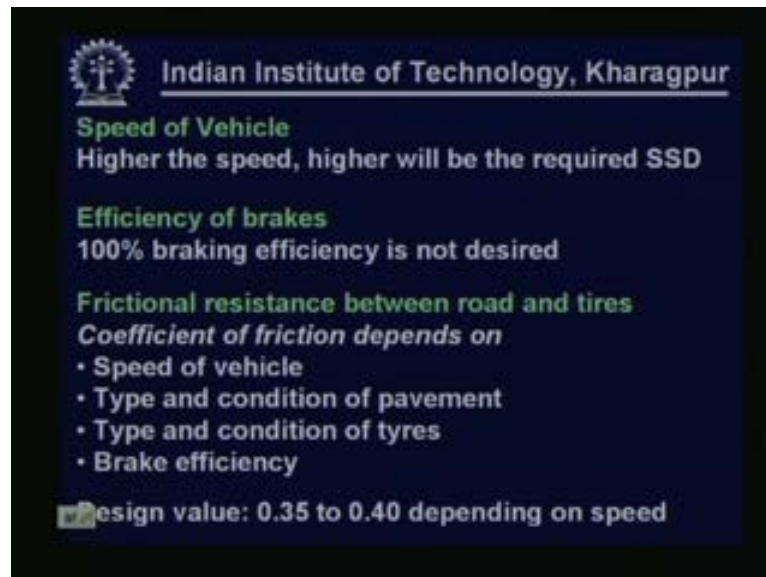 Indian Institute of Technology, Kharagpur
Speed of Vehicle
Higher the speed, higher will be the required SSD
Efficiency of brakes
100% braking efficiency is not desired
Frictional resistance between road and tires
Coefficient of friction depends on
• Speed of vehicle
• Type and condition of pavement
• Type and condition of tyres
• Brake efficiency
Design value: 0.35 to 0.40 depending on speed